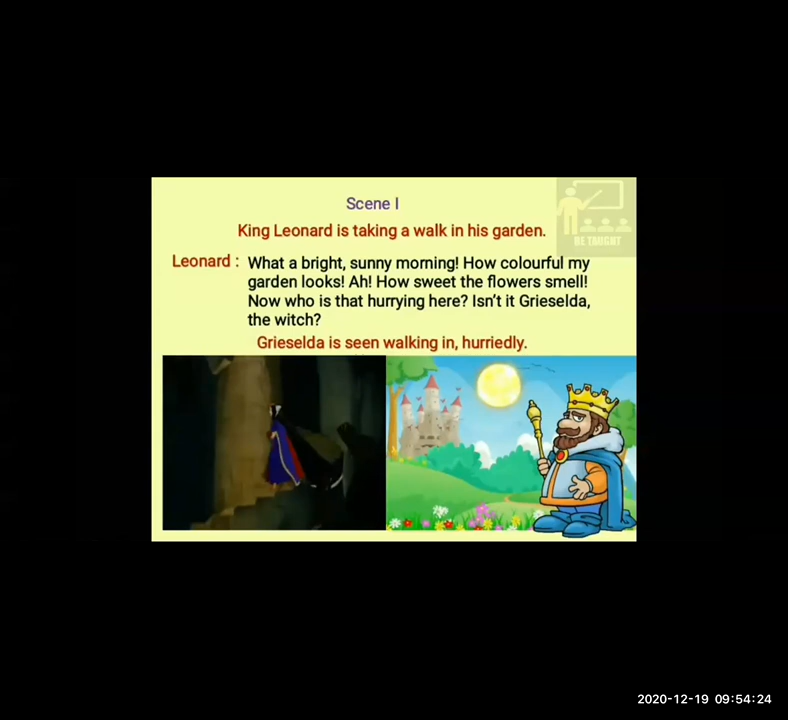 Scene I
BE TAUGHT
King Leonard is taking a walk in his garden.
Leonard : What a bright, sunny morning! How colourful my
garden looks! Ah! How sweet the flowers smell!
Now who is that hurrying here? Isn't it Grieselda,
the witch?
Grieselda is seen walking in, hurriedly.
2020-12-19 09:54:24